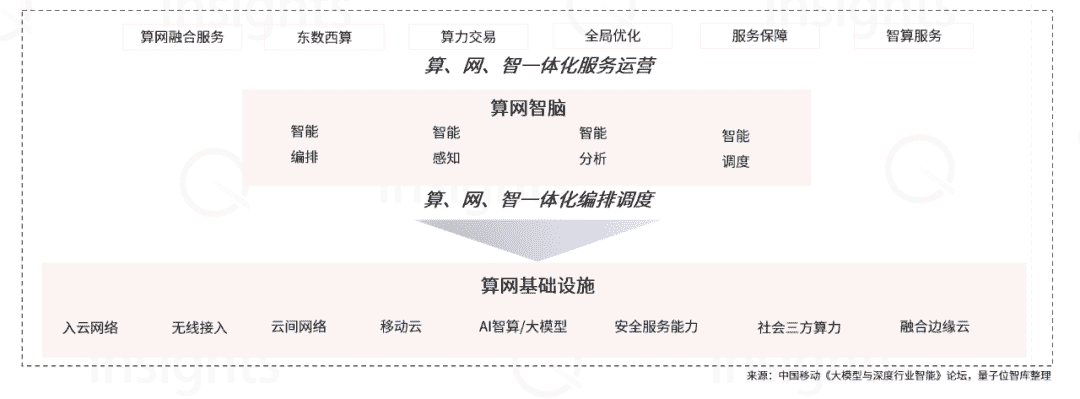 算网融合服务 东数西算 算力交易 全局优化 服务保障 智算服务
算、网、智一体化服务运营
算网智脑
智能 智能 智能 智能
编排 感知 分析 调度
算、网、智一体化编排调度
算网基础设施
入云网络 无线接入 云间网络 移动云 AI智算/大模型 安全服务能力 社会三方算力 融合边缘云
来源：中国移动《大模型与深度行业智能》论坛，量子位智库整理
insights
insights
insights
insights
insights